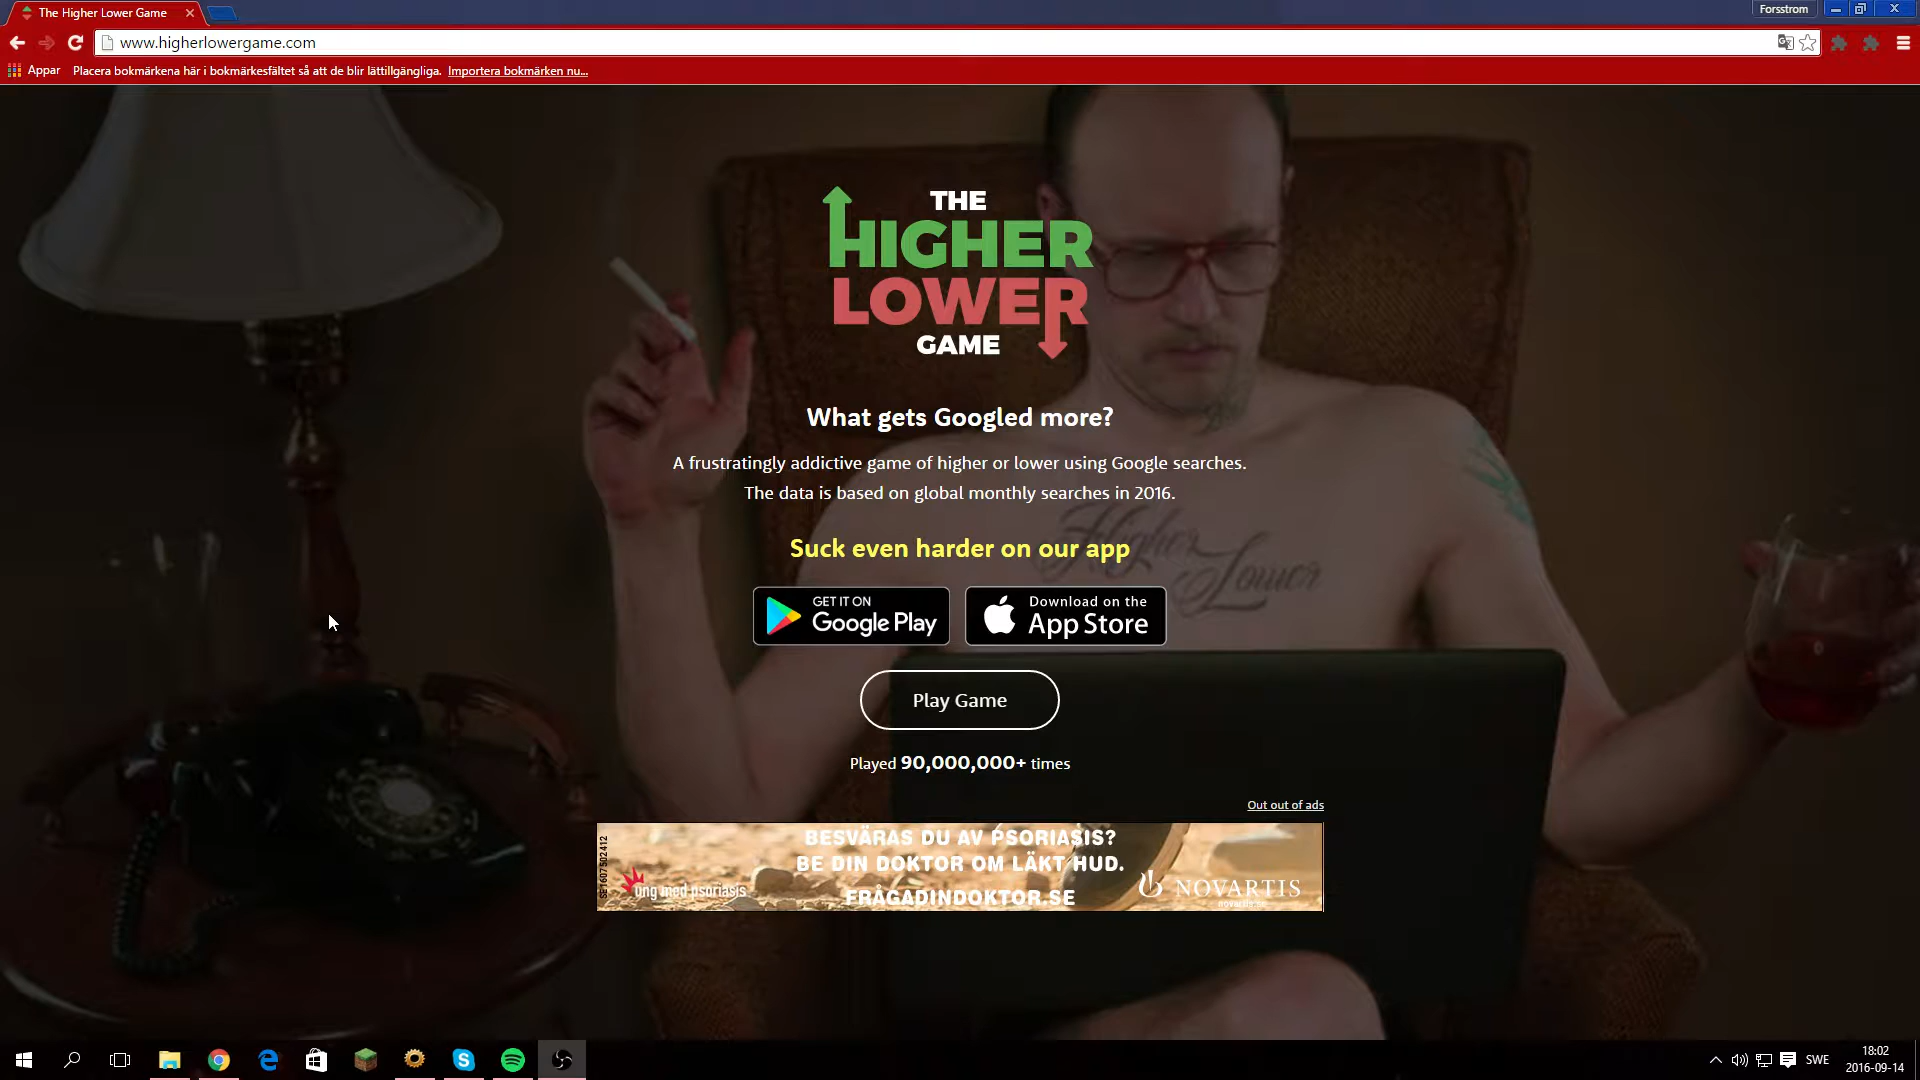 The Higher Lower Game
Forsstrom
www.higherlowergame.com
Appar
Placera bokmärkena här i bokmärkesfältet så att de blir lättillgängliga. Importera bokmärken nu...
THE
HIGHER
LOWER
GAME
What gets Googled more?
A frustratingly addictive game of higher or lower using Google searches.
The data is based on global monthly searches in 2016.
Higher
Lower
Suck even harder on our app
GET IT ON
Google Play
Download on the
App Store
Play Game
Played 90,000,000+ times
Out out of ads
BESVÄRAS DU AV PSORIASIS?
BE DIN DOKTOR OM LÄKT HUD.
FRÅGADINDOKTOR.SE
ung med psoriasis
NOVARTIS
SWE
18:02
2016-09-14